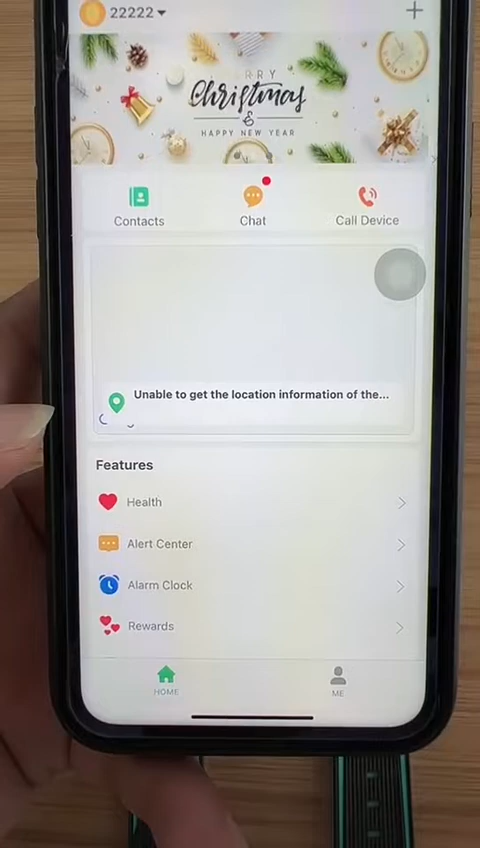 22222
ERRY
Christmas
&
HAPPY NEW YEAR
Contacts
Chat
Call Device
Unable to get the location information of the...
Features
Health
Alert Center
Alarm Clock
Rewards
HOME
ME